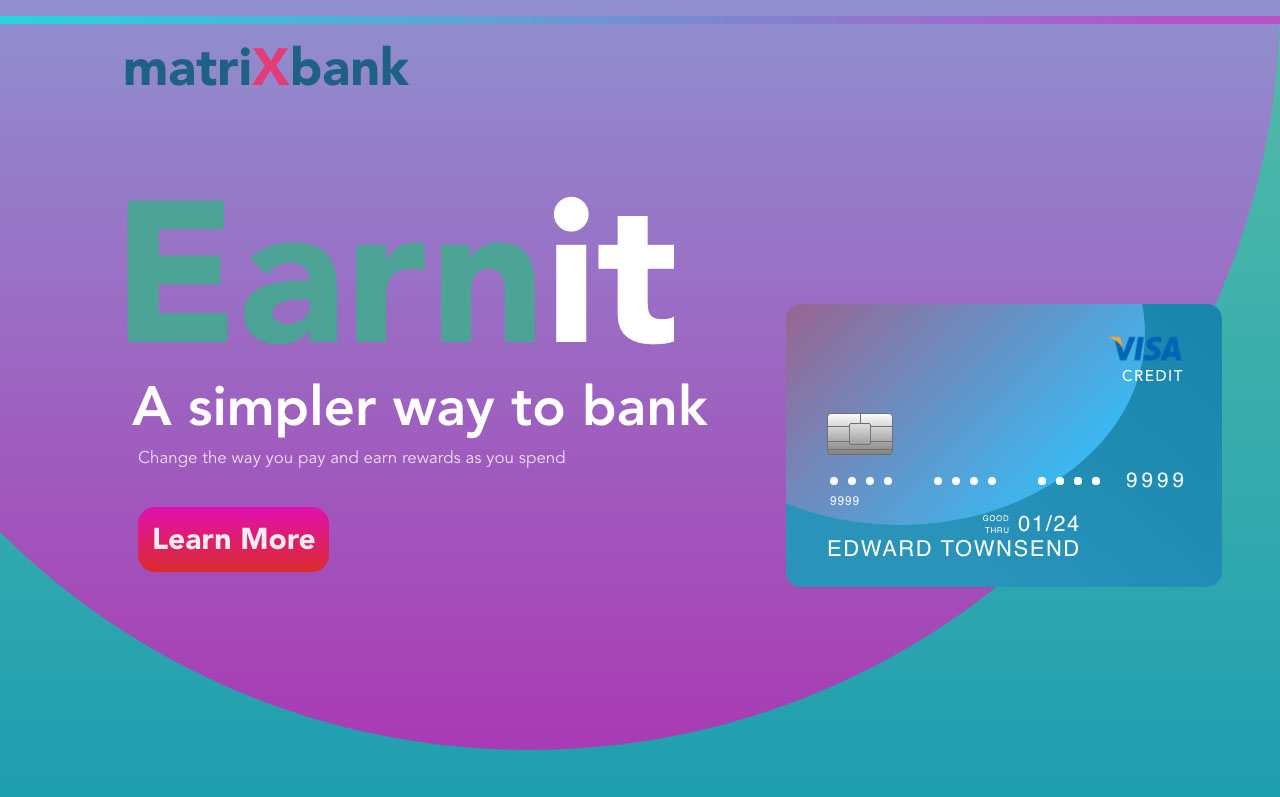 matriXbank
Earnit
A simpler way to bank
Change the way you pay and earn rewards as you spend
Learn More
VISA
CREDIT
•••• •••• •••• 9999
9999
GOOD THRU 01/24
EDWARD TOWNSEND